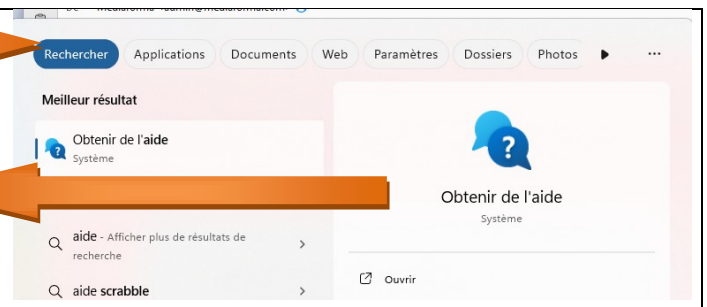 Rechercher Applications Documents Web Paramètres Dossiers Photos
Meilleur résultat
Obtenir de l'aide
Système
aide - Afficher plus de résultats de
recherche
aide scrabble
Obtenir de l'aide
Système
Ouvrir